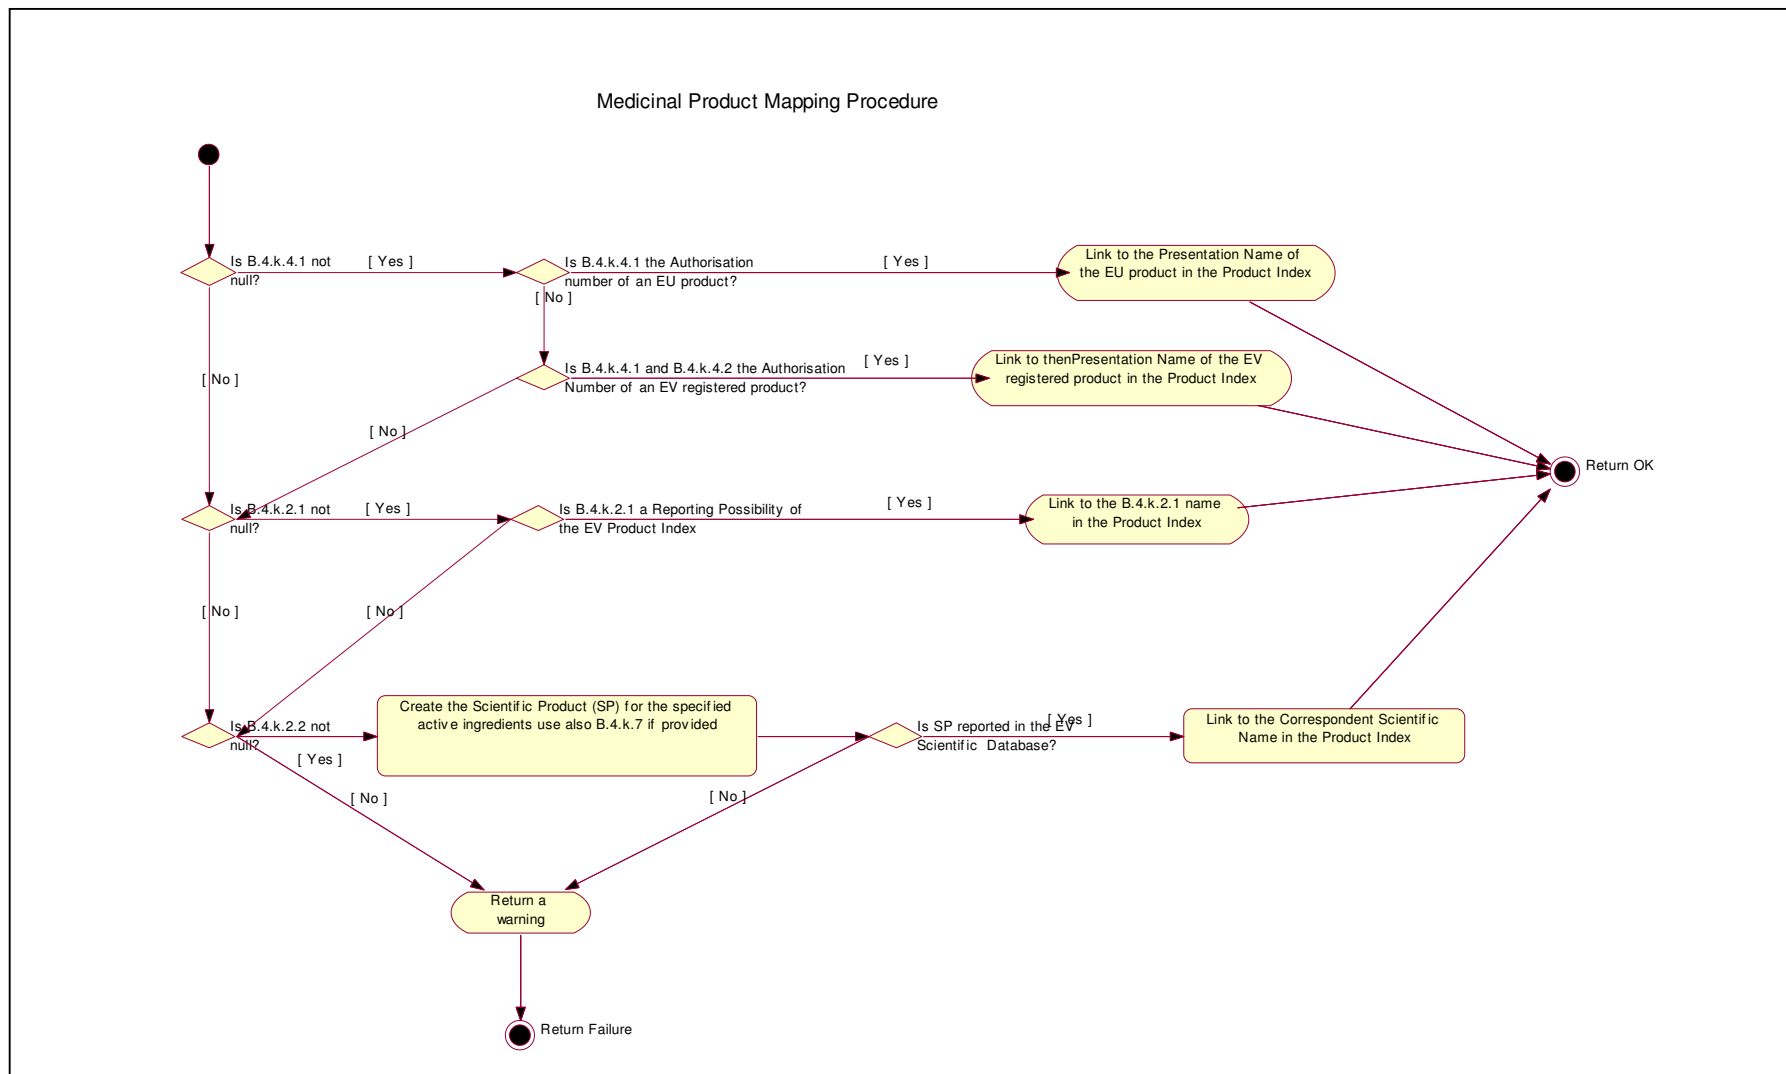 Medicinal Product Mapping Procedure
Is B.4.k.4.1 not
null?
[ Yes ]
Is B.4.k.4.1 the Authorisation
number of an EU product?
[ Yes ]
Link to the Presentation Name of
the EU product in the Product Index
[ No ]
[ No ]
Is B.4.k.4.1 and B.4.k.4.2 the Authorisation
Number of an EV registered product?
[ Yes ]
Link to thenPresentation Name of the EV
registered product in the Product Index
[ No ]
Return OK
Is B.4.k.2.1 not
null?
[ Yes ]
Is B.4.k.2.1 a Reporting Possibility of
the EV Product Index
[ Yes ]
Link to the B.4.k.2.1 name
in the Product Index
[ No ]
[ No ]
Is B.4.k.2.2 not
null?
[ Yes ]
Create the Scientific Product (SP) for the specified
active ingredients use also B.4.k.7 if provided
Is SP reported in the EV
Scientific Database?
[ Yes ]
Link to the Correspondent Scientific
Name in the Product Index
[ No ]
[ No ]
Return a
warning
Return Failure